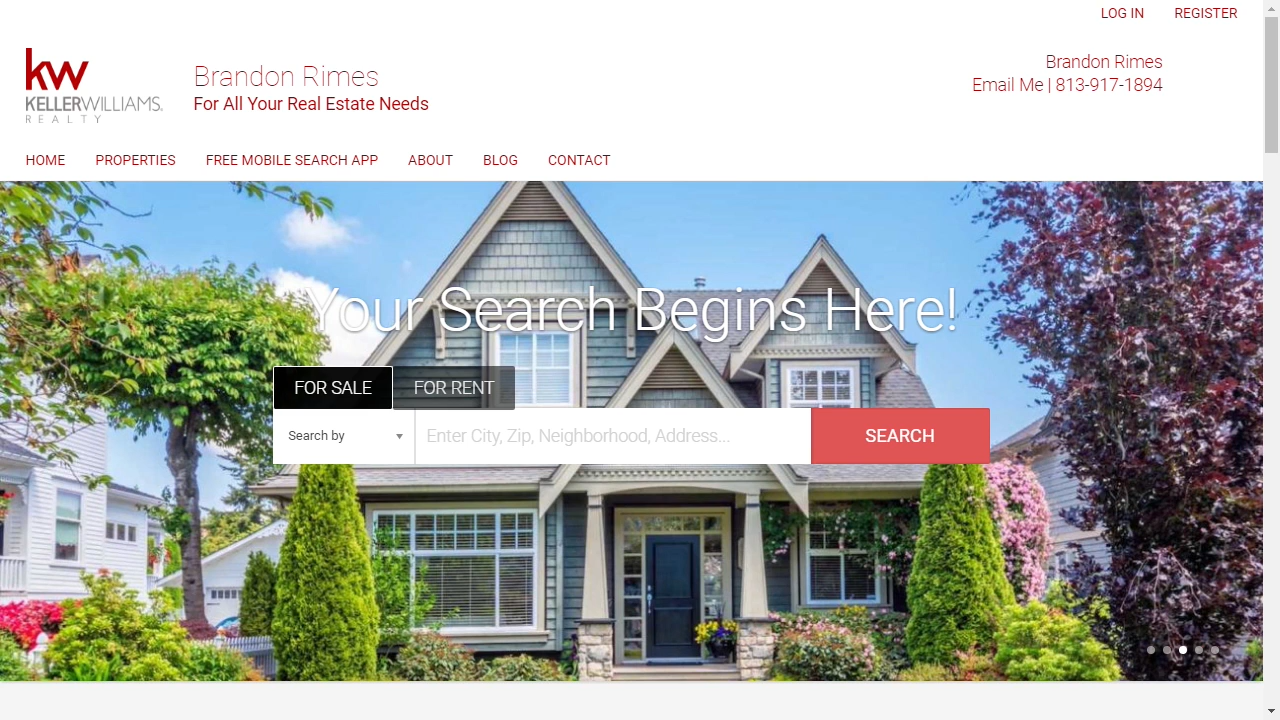 LOG IN REGISTER
kw
KELLERWILLIAMS.
REALTY
Brandon Rimes
For All Your Real Estate Needs
Brandon Rimes
Email Me | 813-917-1894
HOME PROPERTIES FREE MOBILE SEARCH APP ABOUT BLOG CONTACT
Your Search Begins Here!
FOR SALE FOR RENT
Search by Enter City, Zip, Neighborhood, Address... SEARCH